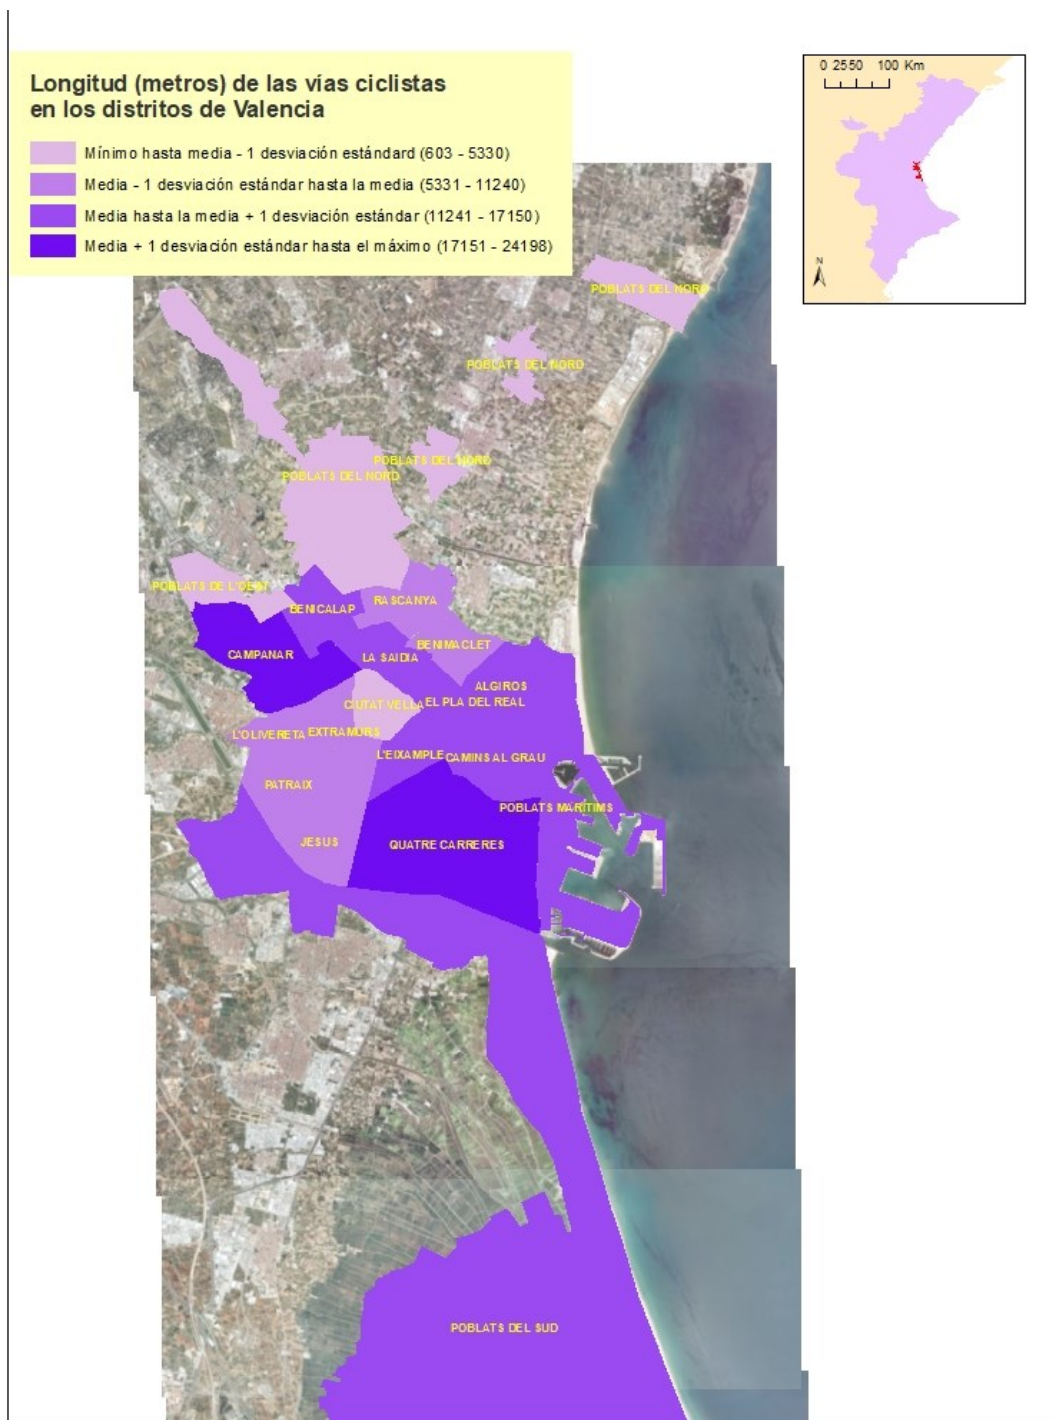 Longitud (metros) de las vías ciclistas
en los distritos de Valencia
Mínimo hasta media - 1 desviación estándard (603 - 5330)
Media - 1 desviación estándar hasta la media (5331 - 11240)
Media hasta la media + 1 desviación estándar (11241 - 17150)
Media + 1 desviación estándar hasta el máximo (17151 - 24198)
0 2550 100 Km
N
POBLATS DEL NORD
POBLATS DEL NORD
POBLATS DEL NORD
POBLATS DEL NORD
POBLATS DE L'OEST
BENICALAP
RASCANYA
CAMPANAR
LA SAIDIA
BENIMACLET
ALGIROS
CIUTAT VELLA
EL PLA DEL REAL
L'OLIVERETA
EXTRAMURS
L'EIXAMPLE
CAMINS AL GRAU
PATRAIX
POBLATS MARÍTIMS
JESUS
QUATRE CARRERES
POBLATS DEL SUD